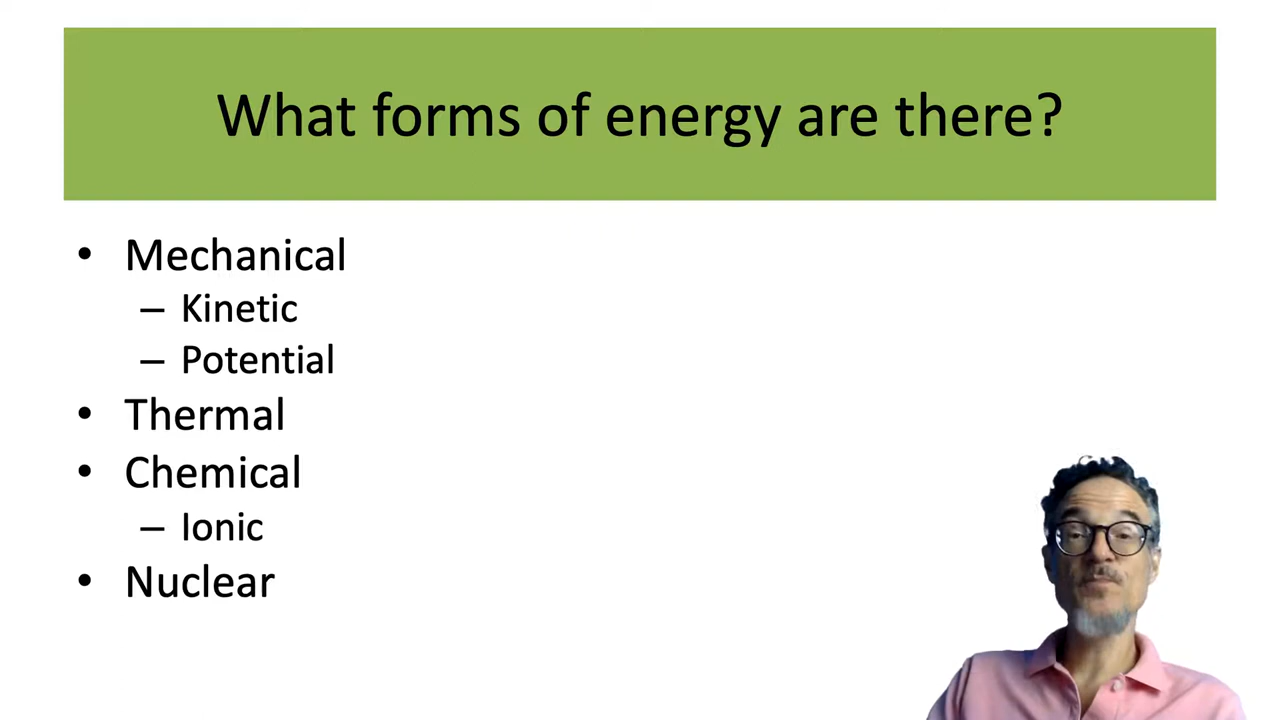 What forms of energy are there?
• Mechanical
– Kinetic
– Potential
• Thermal
• Chemical
– Ionic
• Nuclear